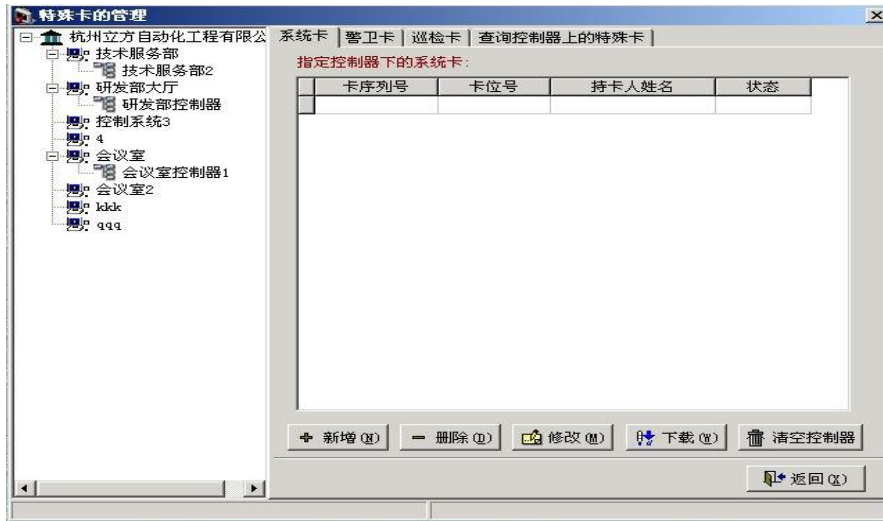 特殊卡的管理
杭州立方自动化工程有限公
技术服务部
技术服务部2
研发部大厅
研发部控制器
控制系统3
4
会议室
会议室控制器1
会议室2
kkk
qqq
系统卡 警卫卡 巡检卡 查询控制器上的特殊卡
指定控制器下的系统卡:
卡序列号 卡位号 持卡人姓名 状态
新增(N) 删除(D) 修改(M) 下载(W) 清空控制器
返回(X)